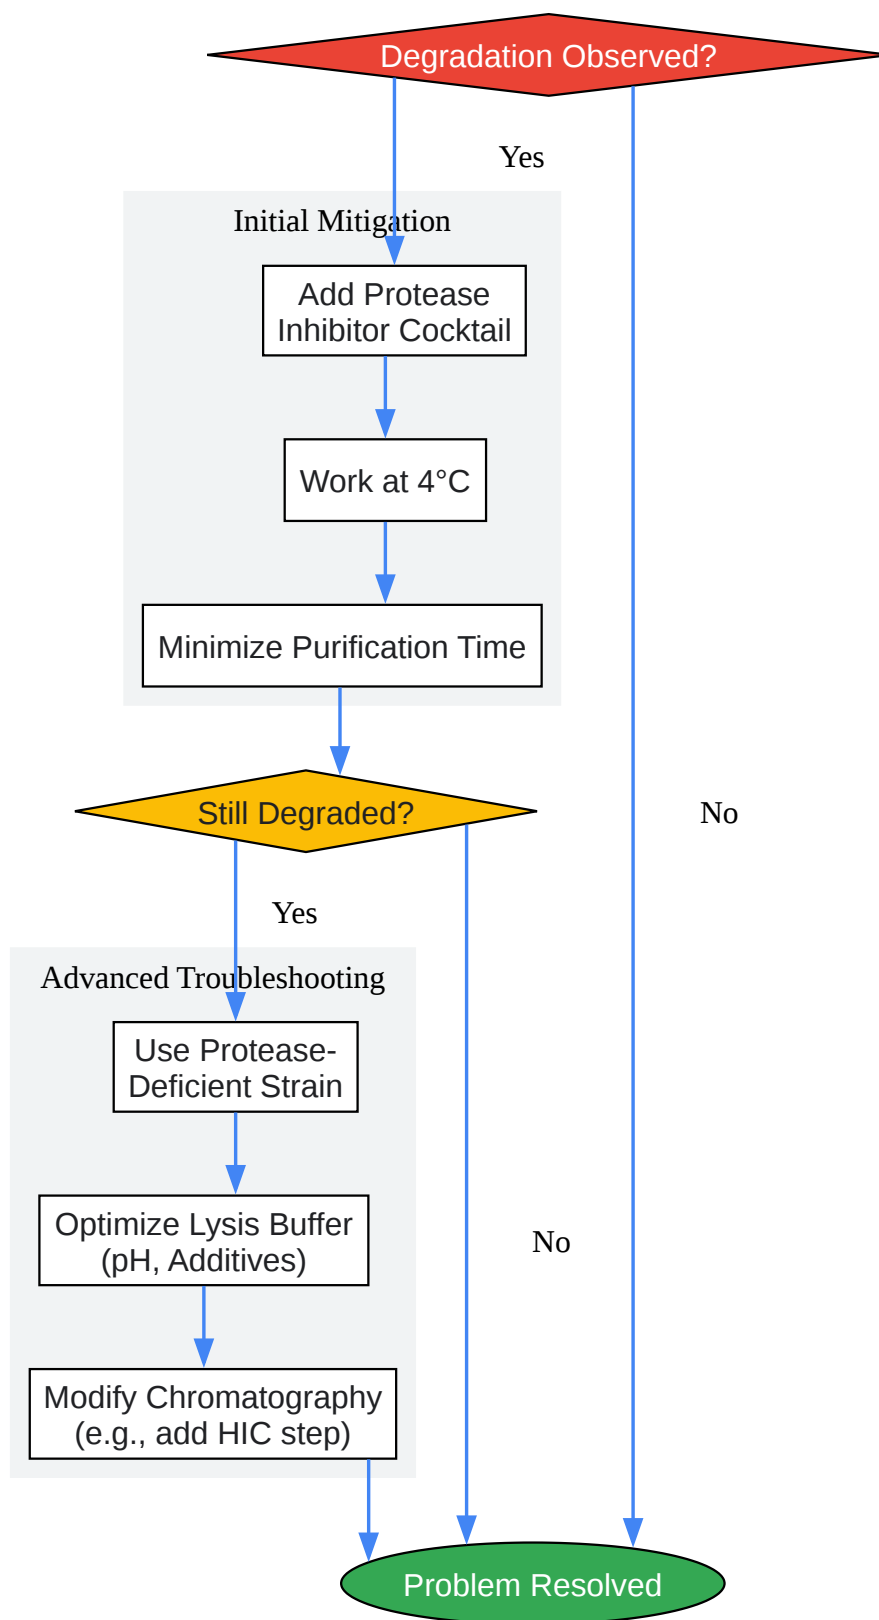 Degradation Observed?
Yes
Initial Mitigation
Add Protease
Inhibitor Cocktail
Work at 4°C
Minimize Purification Time
Still Degraded?
No
Yes
Advanced Troubleshooting
Use Protease-
Deficient Strain
Optimize Lysis Buffer
(pH, Additives)
No
Modify Chromatography
(e.g., add HIC step)
Problem Resolved